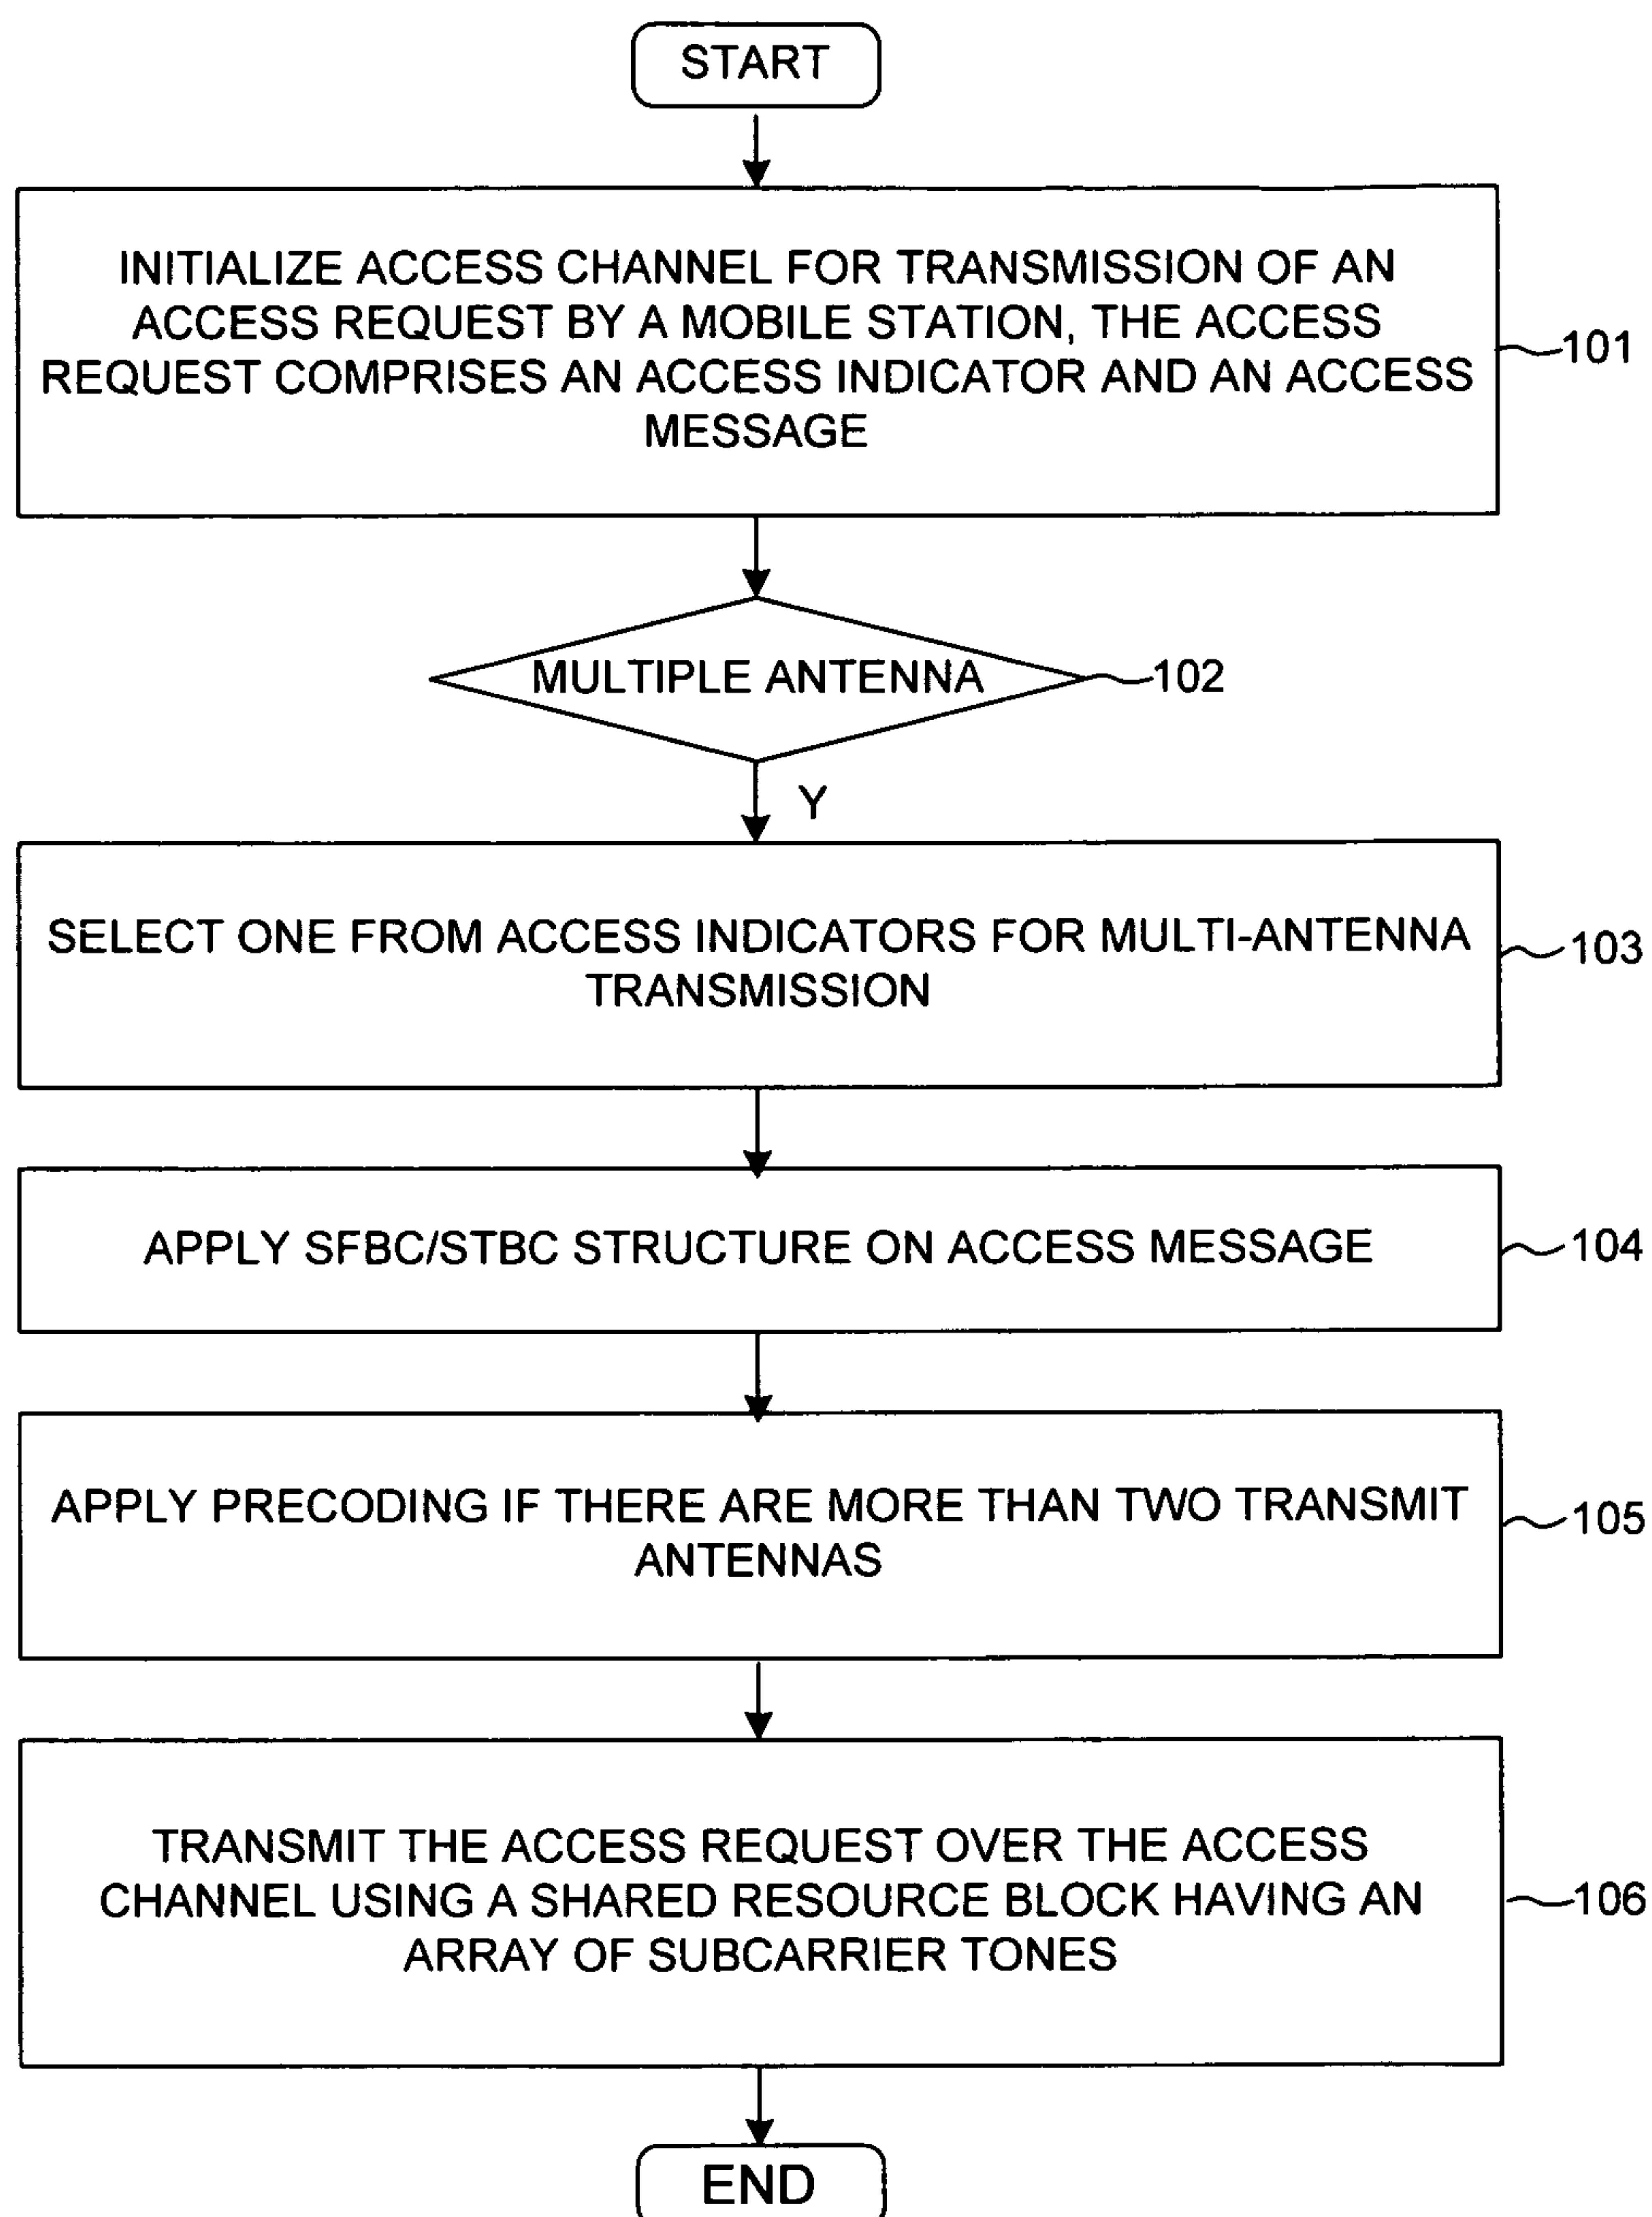 START
INITIALIZE ACCESS CHANNEL FOR TRANSMISSION OF AN
ACCESS REQUEST BY A MOBILE STATION, THE ACCESS
REQUEST COMPRISES AN ACCESS INDICATOR AND AN ACCESS
MESSAGE
101
MULTIPLE ANTENNA
102
Y
SELECT ONE FROM ACCESS INDICATORS FOR MULTI-ANTENNA
TRANSMISSION
103
APPLY SFBC/STBC STRUCTURE ON ACCESS MESSAGE
104
APPLY PRECODING IF THERE ARE MORE THAN TWO TRANSMIT
ANTENNAS
105
TRANSMIT THE ACCESS REQUEST OVER THE ACCESS
CHANNEL USING A SHARED RESOURCE BLOCK HAVING AN
ARRAY OF SUBCARRIER TONES
106
END